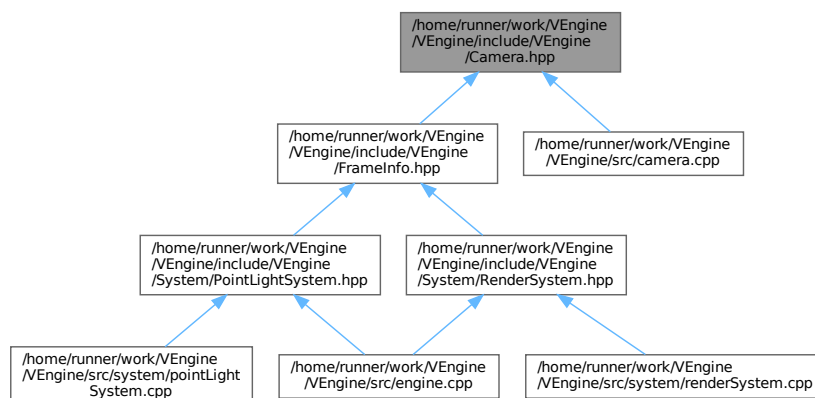 /home/runner/work/VEngine
/VEngine/include/VEngine
/Camera.hpp
/home/runner/work/VEngine
/VEngine/include/VEngine
/FrameInfo.hpp
/home/runner/work/VEngine
/VEngine/src/camera.cpp
/home/runner/work/VEngine
/VEngine/include/VEngine
/System/PointLightSystem.hpp
/home/runner/work/VEngine
/VEngine/include/VEngine
/System/RenderSystem.hpp
/home/runner/work/VEngine
/VEngine/src/system/pointLight
System.cpp
/home/runner/work/VEngine
/VEngine/src/engine.cpp
/home/runner/work/VEngine
/VEngine/src/system/renderSystem.cpp